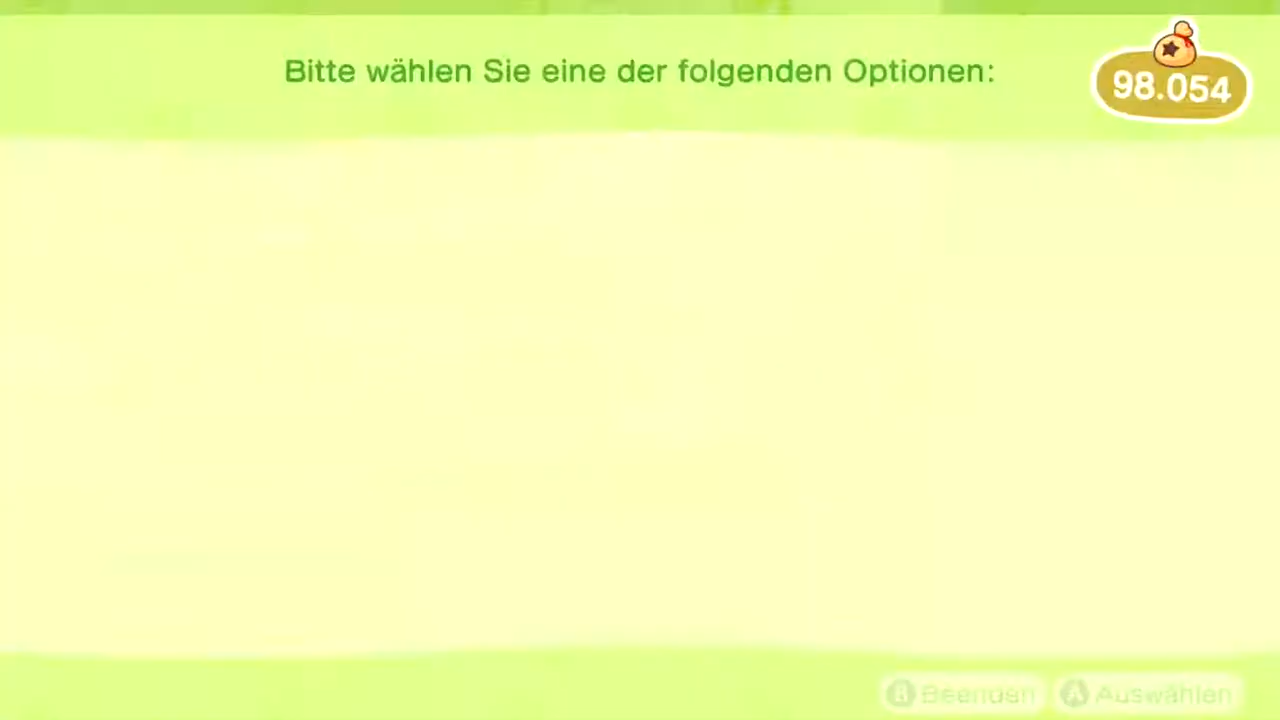 Bitte wählen Sie eine der folgenden Optionen:
98.054
B Beenden A Auswählen